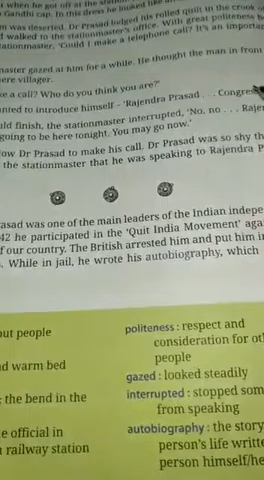 when he got off at the station
Gandhi cap. In this dress he looked like
m was deserted. Dr Prasad lodged his rolled quilt in the crook
d walked to the stationmaster's office. With great politeness h
tationmaster, 'Could I make a telephone call? It's an importan
master gazed at him for a while. He thought the man in front
ere villager.
ke a call? Who do you think you are?'
nted to introduce himself – 'Rajendra Prasad . . . Congres
uld finish, the stationmaster interrupted, 'No, no . . . Rajen
going to be here tonight. You may go now.'
ow Dr Prasad to make his call. Dr Prasad was so shy th
the stationmaster that he was speaking to Rajendra P
asad was one of the main leaders of the Indian indepe
42 he participated in the 'Quit India Movement' aga
f our country. The British arrested him and put him in
. While in jail, he wrote his autobiography, which
out people
d warm bed
: the bend in the
e official in
railway station
politeness : respect and
consideration for oth
people
gazed : looked steadily
interrupted : stopped som
from speaking
autobiography : the story
person's life writte
person himself/he